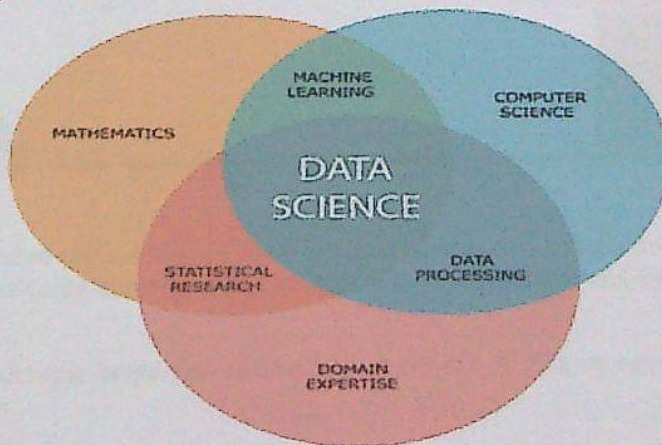 MACHINE
LEARNING
COMPUTER
SCIENCE
MATHEMATICS
DATA
SCIENCE
STATISTICAL
RESEARCH
DATA
PROCESSING
DOMAIN
EXPERTISE